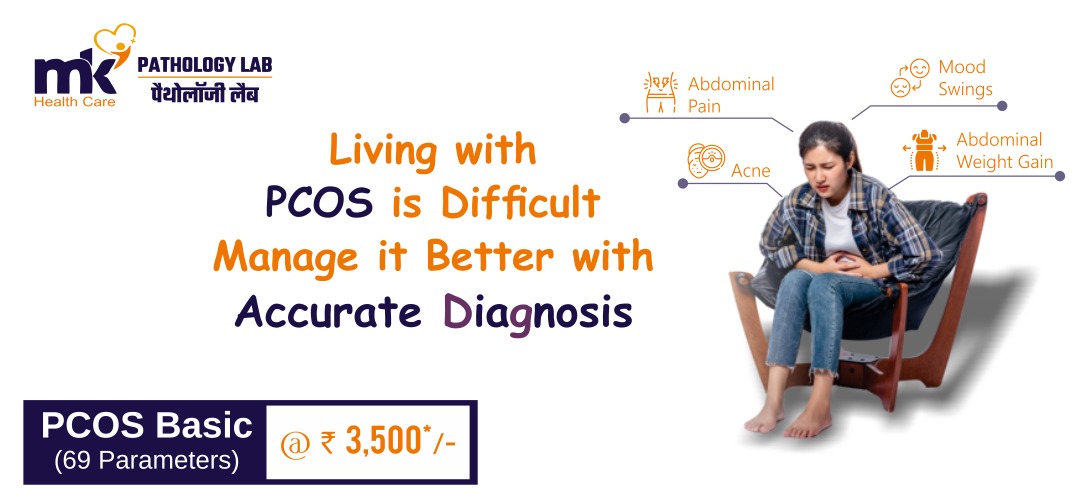 mk
Health Care
PATHOLOGY LAB
पैथोलॉजी लैब
Living with
PCOS is Difficult
Manage it Better with
Accurate Diagnosis
Abdominal
Pain
Mood
Swings
Acne
Abdominal
Weight Gain
PCOS Basic
(69 Parameters)
@ ₹ 3,500*/-